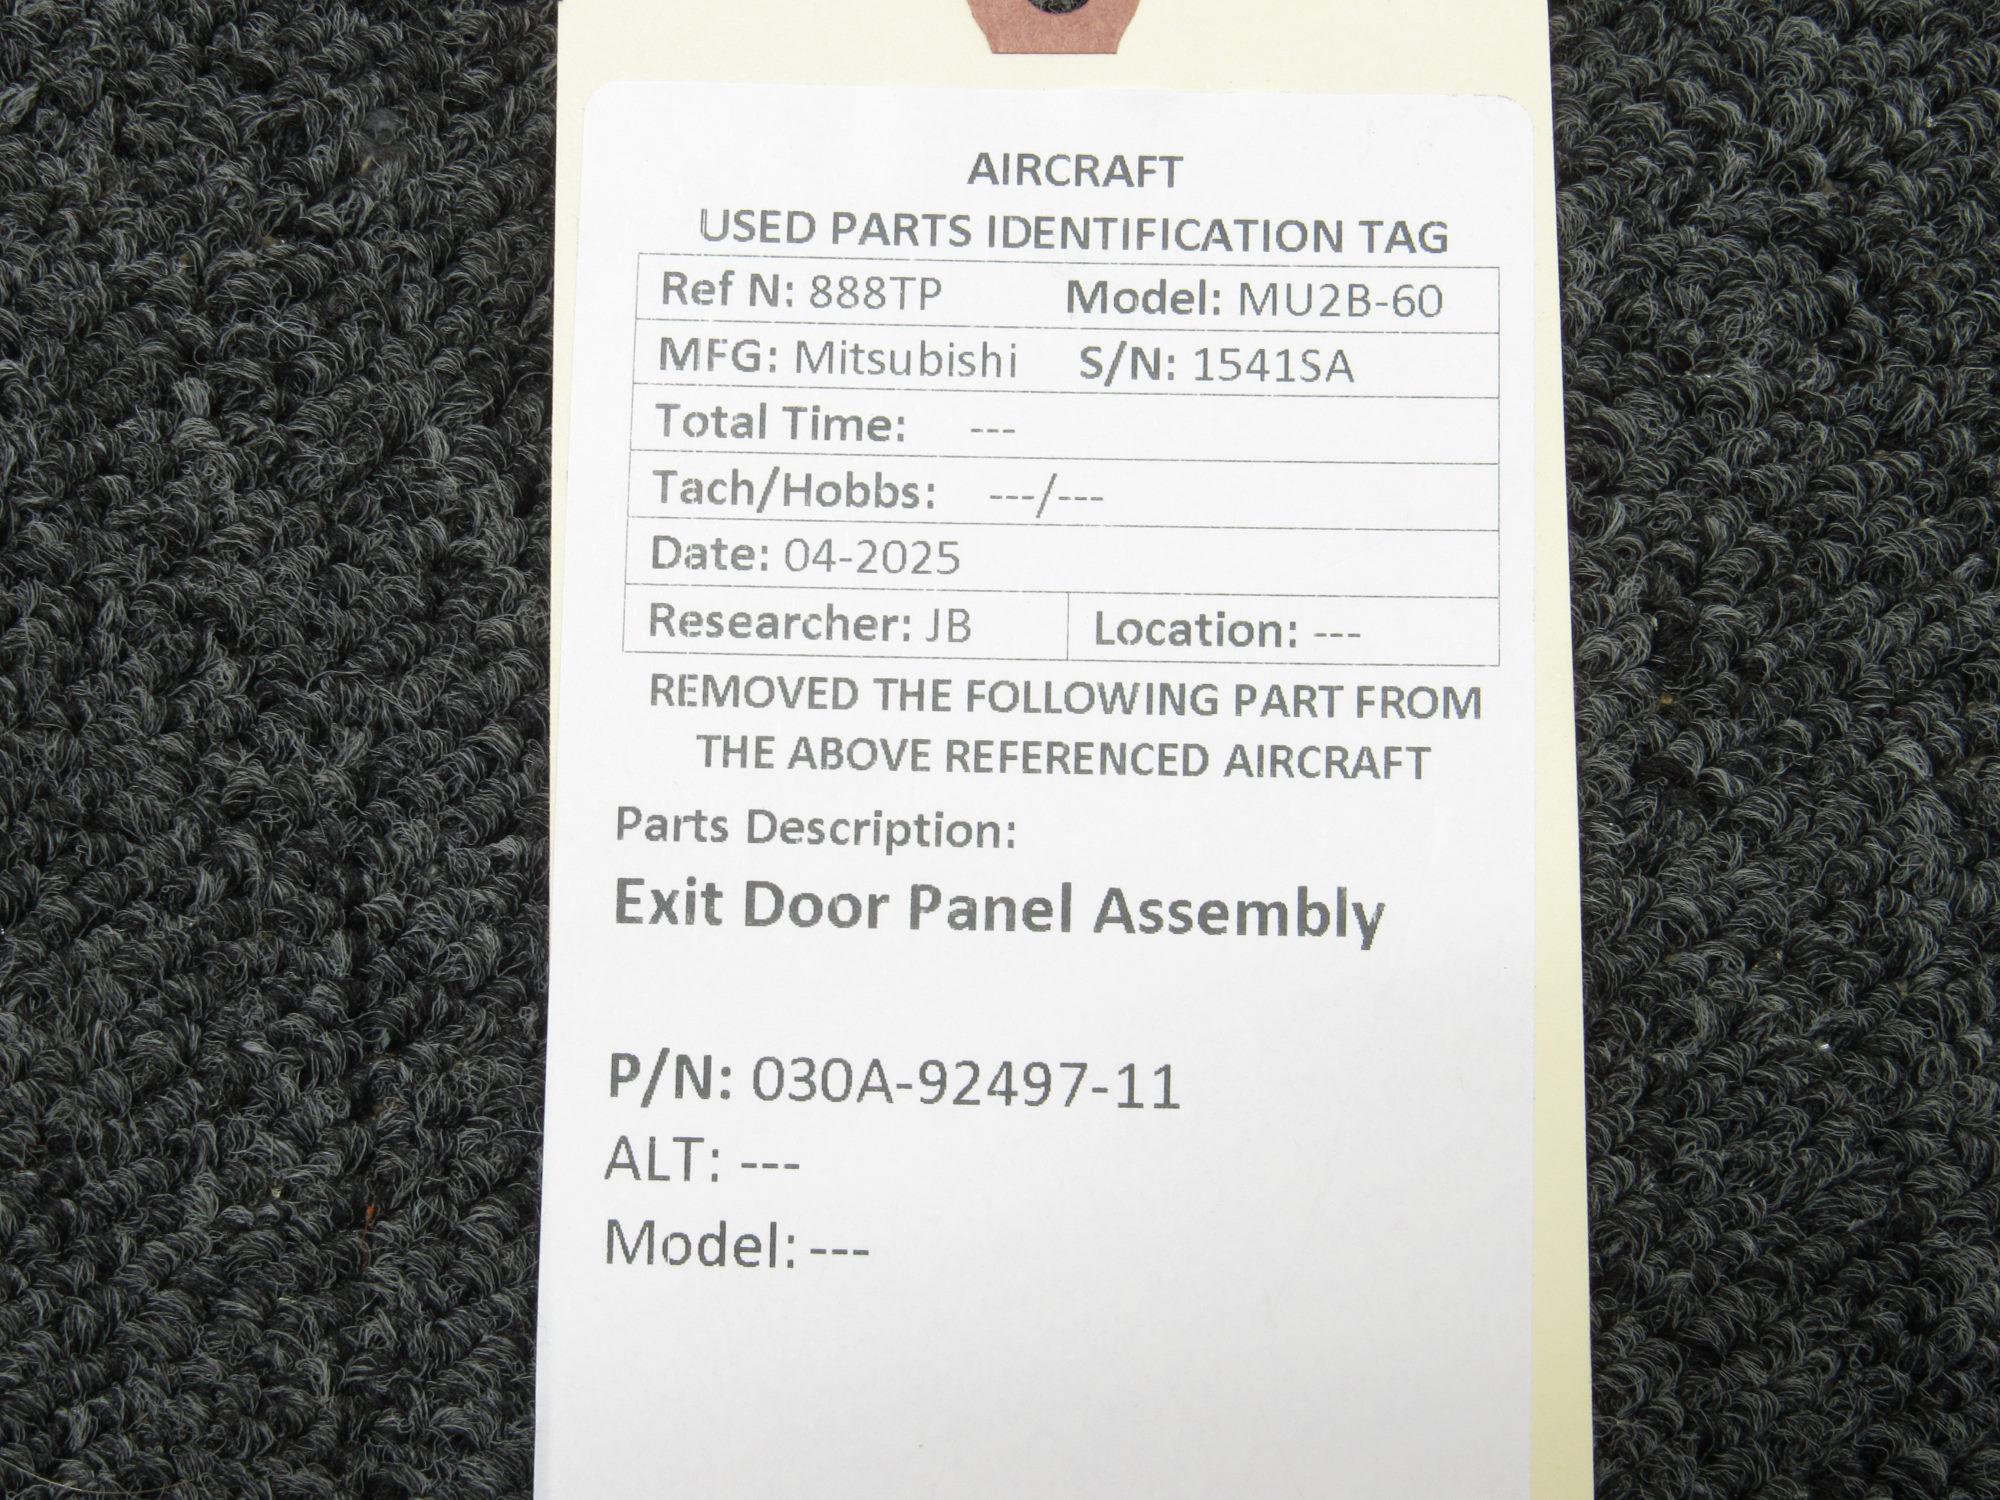 AIRCRAFT
USED PARTS IDENTIFICATION TAG
Ref N: 888TP Model: MU2B-60
MFG: Mitsubishi S/N: 1541SA
Total Time: ---
Tach/Hobbs: ---/---
Date: 04-2025
Researcher: JB Location: ---
REMOVED THE FOLLOWING PART FROM
THE ABOVE REFERENCED AIRCRAFT
Parts Description:
Exit Door Panel Assembly
P/N: 030A-92497-11
ALT: ---
Model: ---